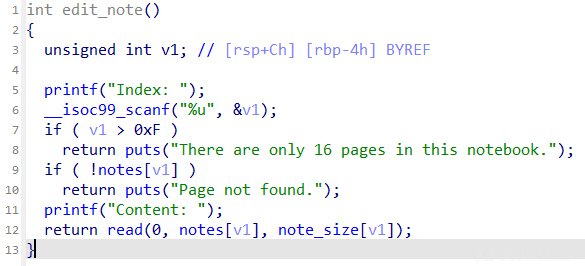 1 int edit_note()
2 {
3 unsigned int v1; // [rsp+Ch] [rbp-4h] BYREF
4
5 printf("Index: ");
6 __isoc99_scanf("%u", &v1);
7 if ( v1 > 0xF )
8 return puts("There are only 16 pages in this notebook.");
9 if ( !notes[v1] )
10 return puts("Page not found.");
11 printf("Content: ");
12 return read(0, notes[v1], note_size[v1]);
13 }